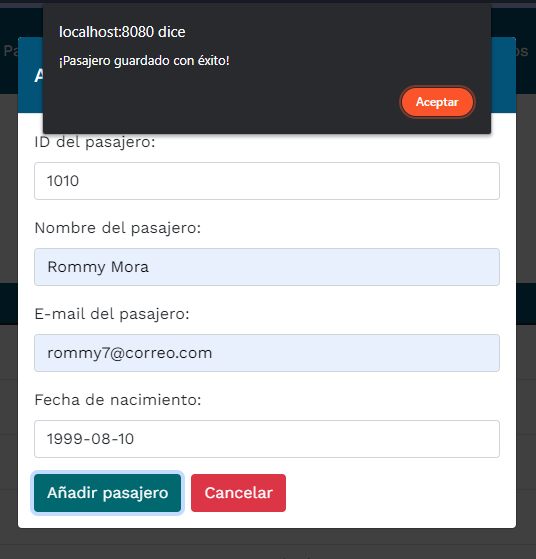 localhost:8080 dice
¡Pasajero guardado con éxito!
Aceptar
ID del pasajero:
1010
Nombre del pasajero:
Rommy Mora
E-mail del pasajero:
rommy7@correo.com
Fecha de nacimiento:
1999-08-10
Añadir pasajero
Cancelar